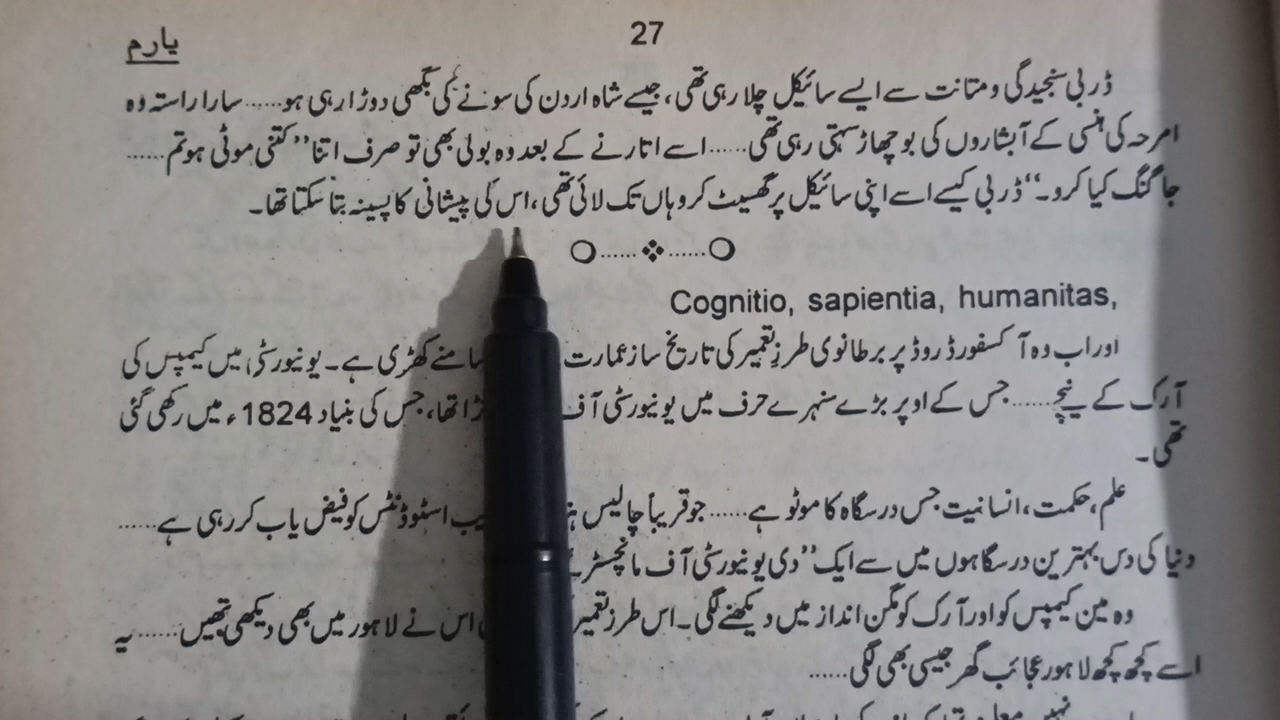 27
یارم
ڈربی سنجیدگی و متانت سے ایسے سائیکل چلا رہی تھی، جیسے شاہ اردن کی سونے کی بگھی دوڑا رہی ہو...... سارا راستہ وہ
امرحہ کی ہنسی کے آبشاروں کی بوچھاڑ سہتی رہی تھی...... اسے اتارنے کے بعد وہ بولی بھی تو صرف اتنا ’’کتنی موٹی ہو تم......
جاگنگ کیا کرو۔‘‘ ڈربی کیسے اسے اپنی سائیکل پر گھسیٹ کر وہاں تک لائی تھی، اس کی پیشانی کا پسینہ بتا سکتا تھا۔
Cognitio, sapientia, humanitas,
اور اب وہ آکسفورڈ روڈ پر برطانوی طرزِ تعمیر کی تاریخ ساز عمارت سامنے کھڑی ہے۔ یونیورسٹی میں کیمپس کی
آرک کے نیچے...... جس کے اوپر بڑے سنہرے حرف میں یونیورسٹی آف تھا، جس کی بنیاد 1824ء میں رکھی گئی
تھی۔
علم، حکمت، انسانیت جس درسگاہ کا موٹو ہے...... جو قریباً چالیس اسٹوڈنٹس کو فیض یاب کر رہی ہے......
دنیا کی دس بہترین درسگاہوں میں سے ایک ’’دی یونیورسٹی آف مانچسٹر
وہ مین کیمپس کو اور آرک کو مگن انداز میں دیکھنے لگی۔ اس طرز تعمیر اس نے لاہور میں بھی دیکھی تھیں...... یہ
اسے کچھ کچھ لاہور عجائب گھر جیسی بھی لگی......